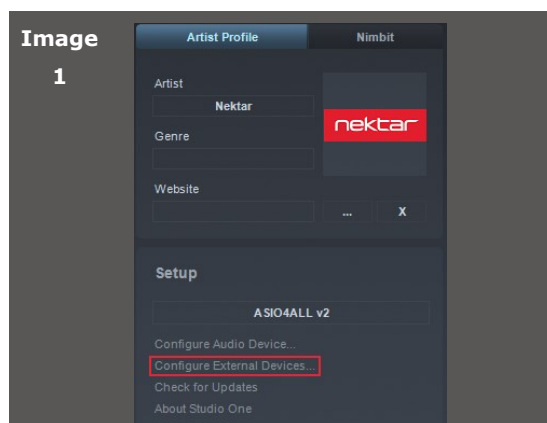 Image
1
Artist Profile
Nimbit
Artist
Nektar
nektar
Genre
Website
... X
Setup
ASIO4ALL v2
Configure Audio Device...
Configure External Devices...
Check for Updates
About Studio One